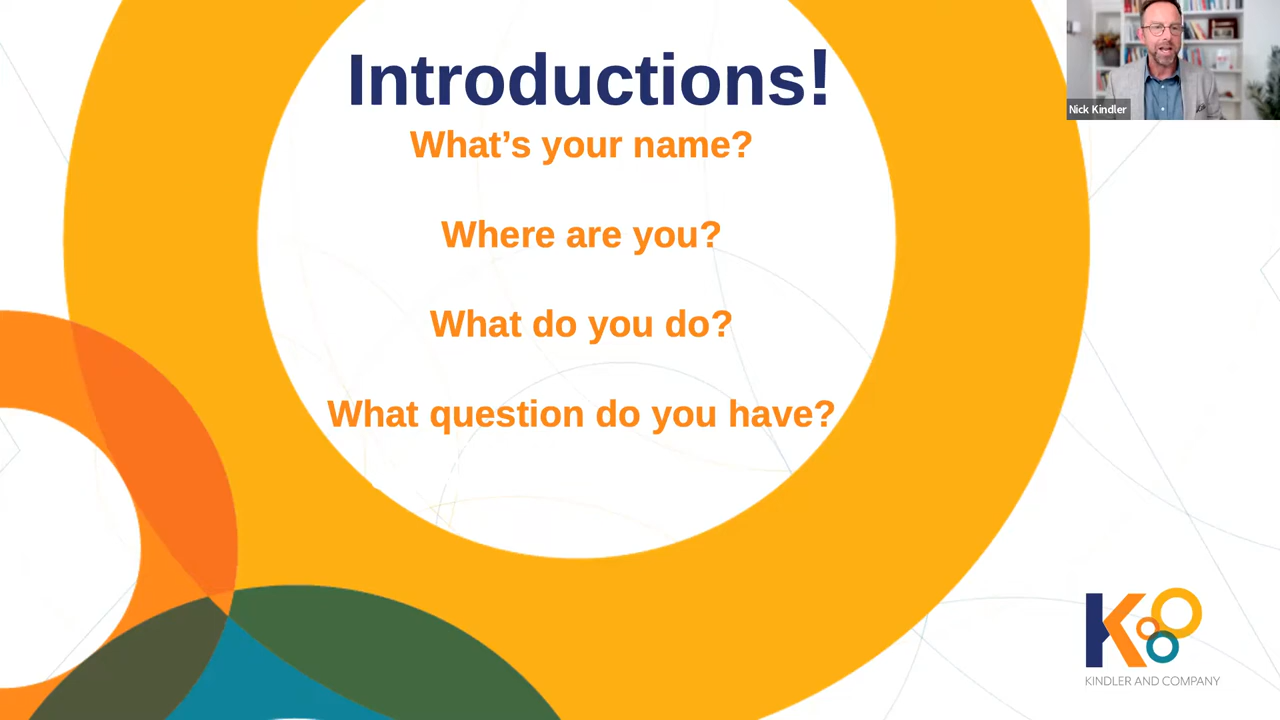 Introductions!
What’s your name?
Where are you?
What do you do?
What question do you have?
Nick Kindler
K
KINDLER AND COMPANY